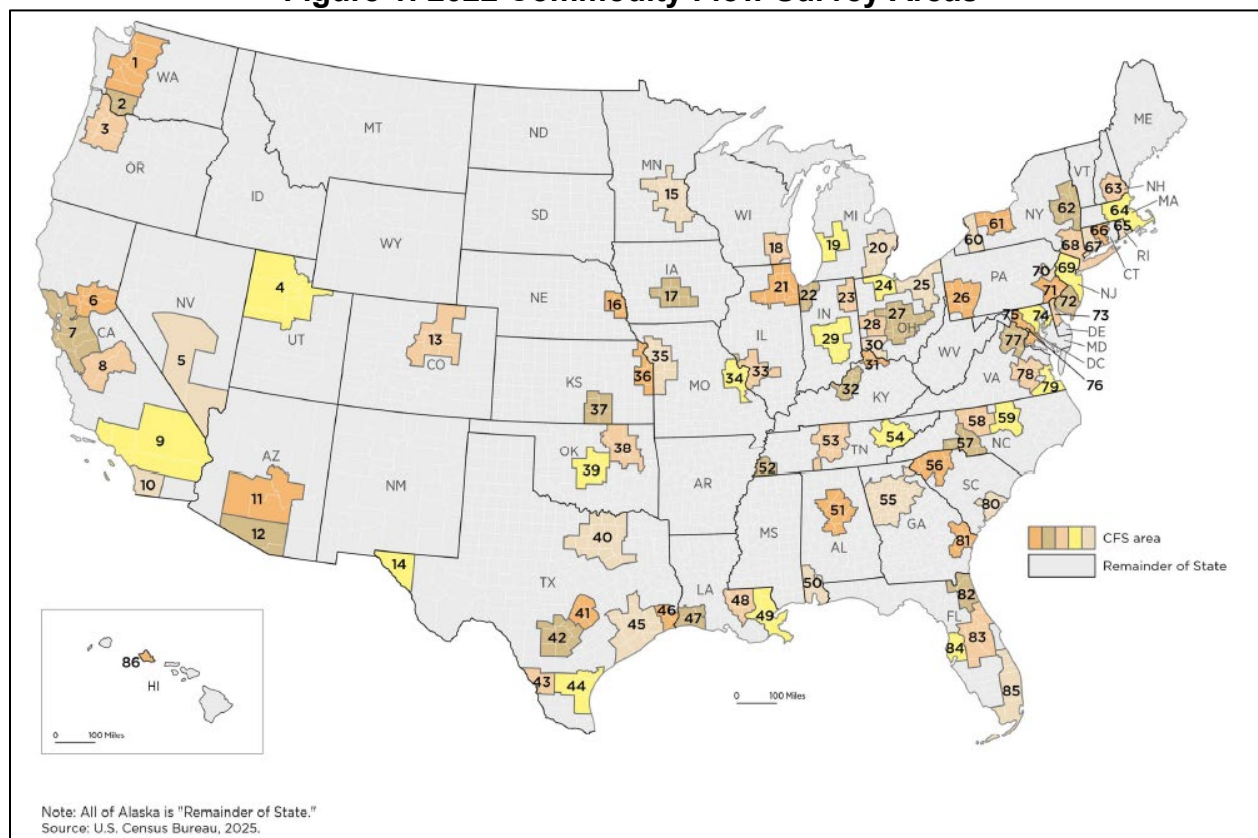 Figure 1. 2022 Commodity Flow Survey Areas
1
WA
2
3
OR
MT
ID
WY
ND
SD
NE
MN
15
WI
MI
19
20
18
IA
17
16
21
22
IL
IN
23
24
25
26
27
OH
28
29
30
31
32
KY
33
34
35
36
MO
KS
37
38
OK
39
AR
6
7
CA
8
NV
5
4
UT
13
CO
9
10
AZ
11
12
NM
14
TX
40
41
42
43
44
45
46
47
LA
48
49
50
MS
AL
51
52
53
TN
54
55
GA
56
SC
57
58
59
NC
80
81
82
FL
83
84
85
60
61
NY
62
VT
ME
63
NH
64
MA
65
RI
66
67
CT
68
PA
69
70
71
NJ
72
73
74
DE
MD
DC
75
76
77
WV
VA
78
79
CFS area
Remainder of State
86
HI
0 100 Miles
0 100 Miles
Note: All of Alaska is "Remainder of State."
Source: U.S. Census Bureau, 2025.